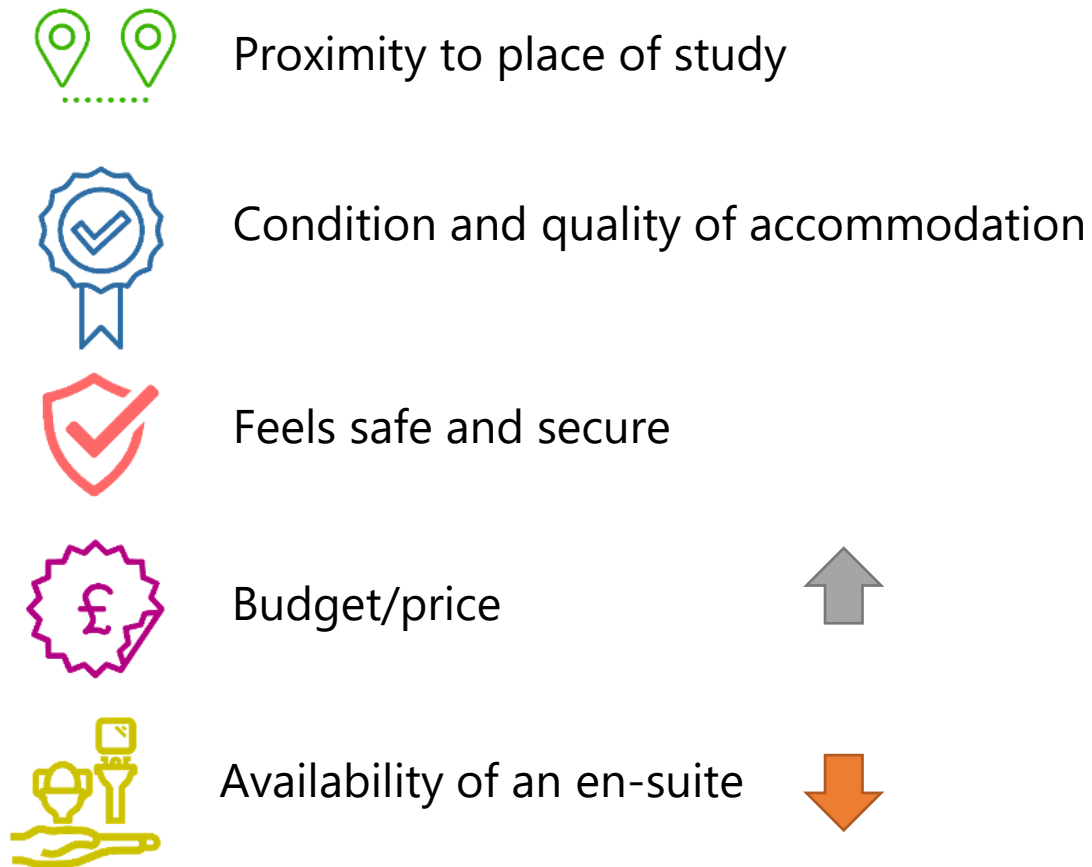 Proximity to place of study
Condition and quality of accommodation
Feels safe and secure
£
Budget/price
Availability of an en-suite